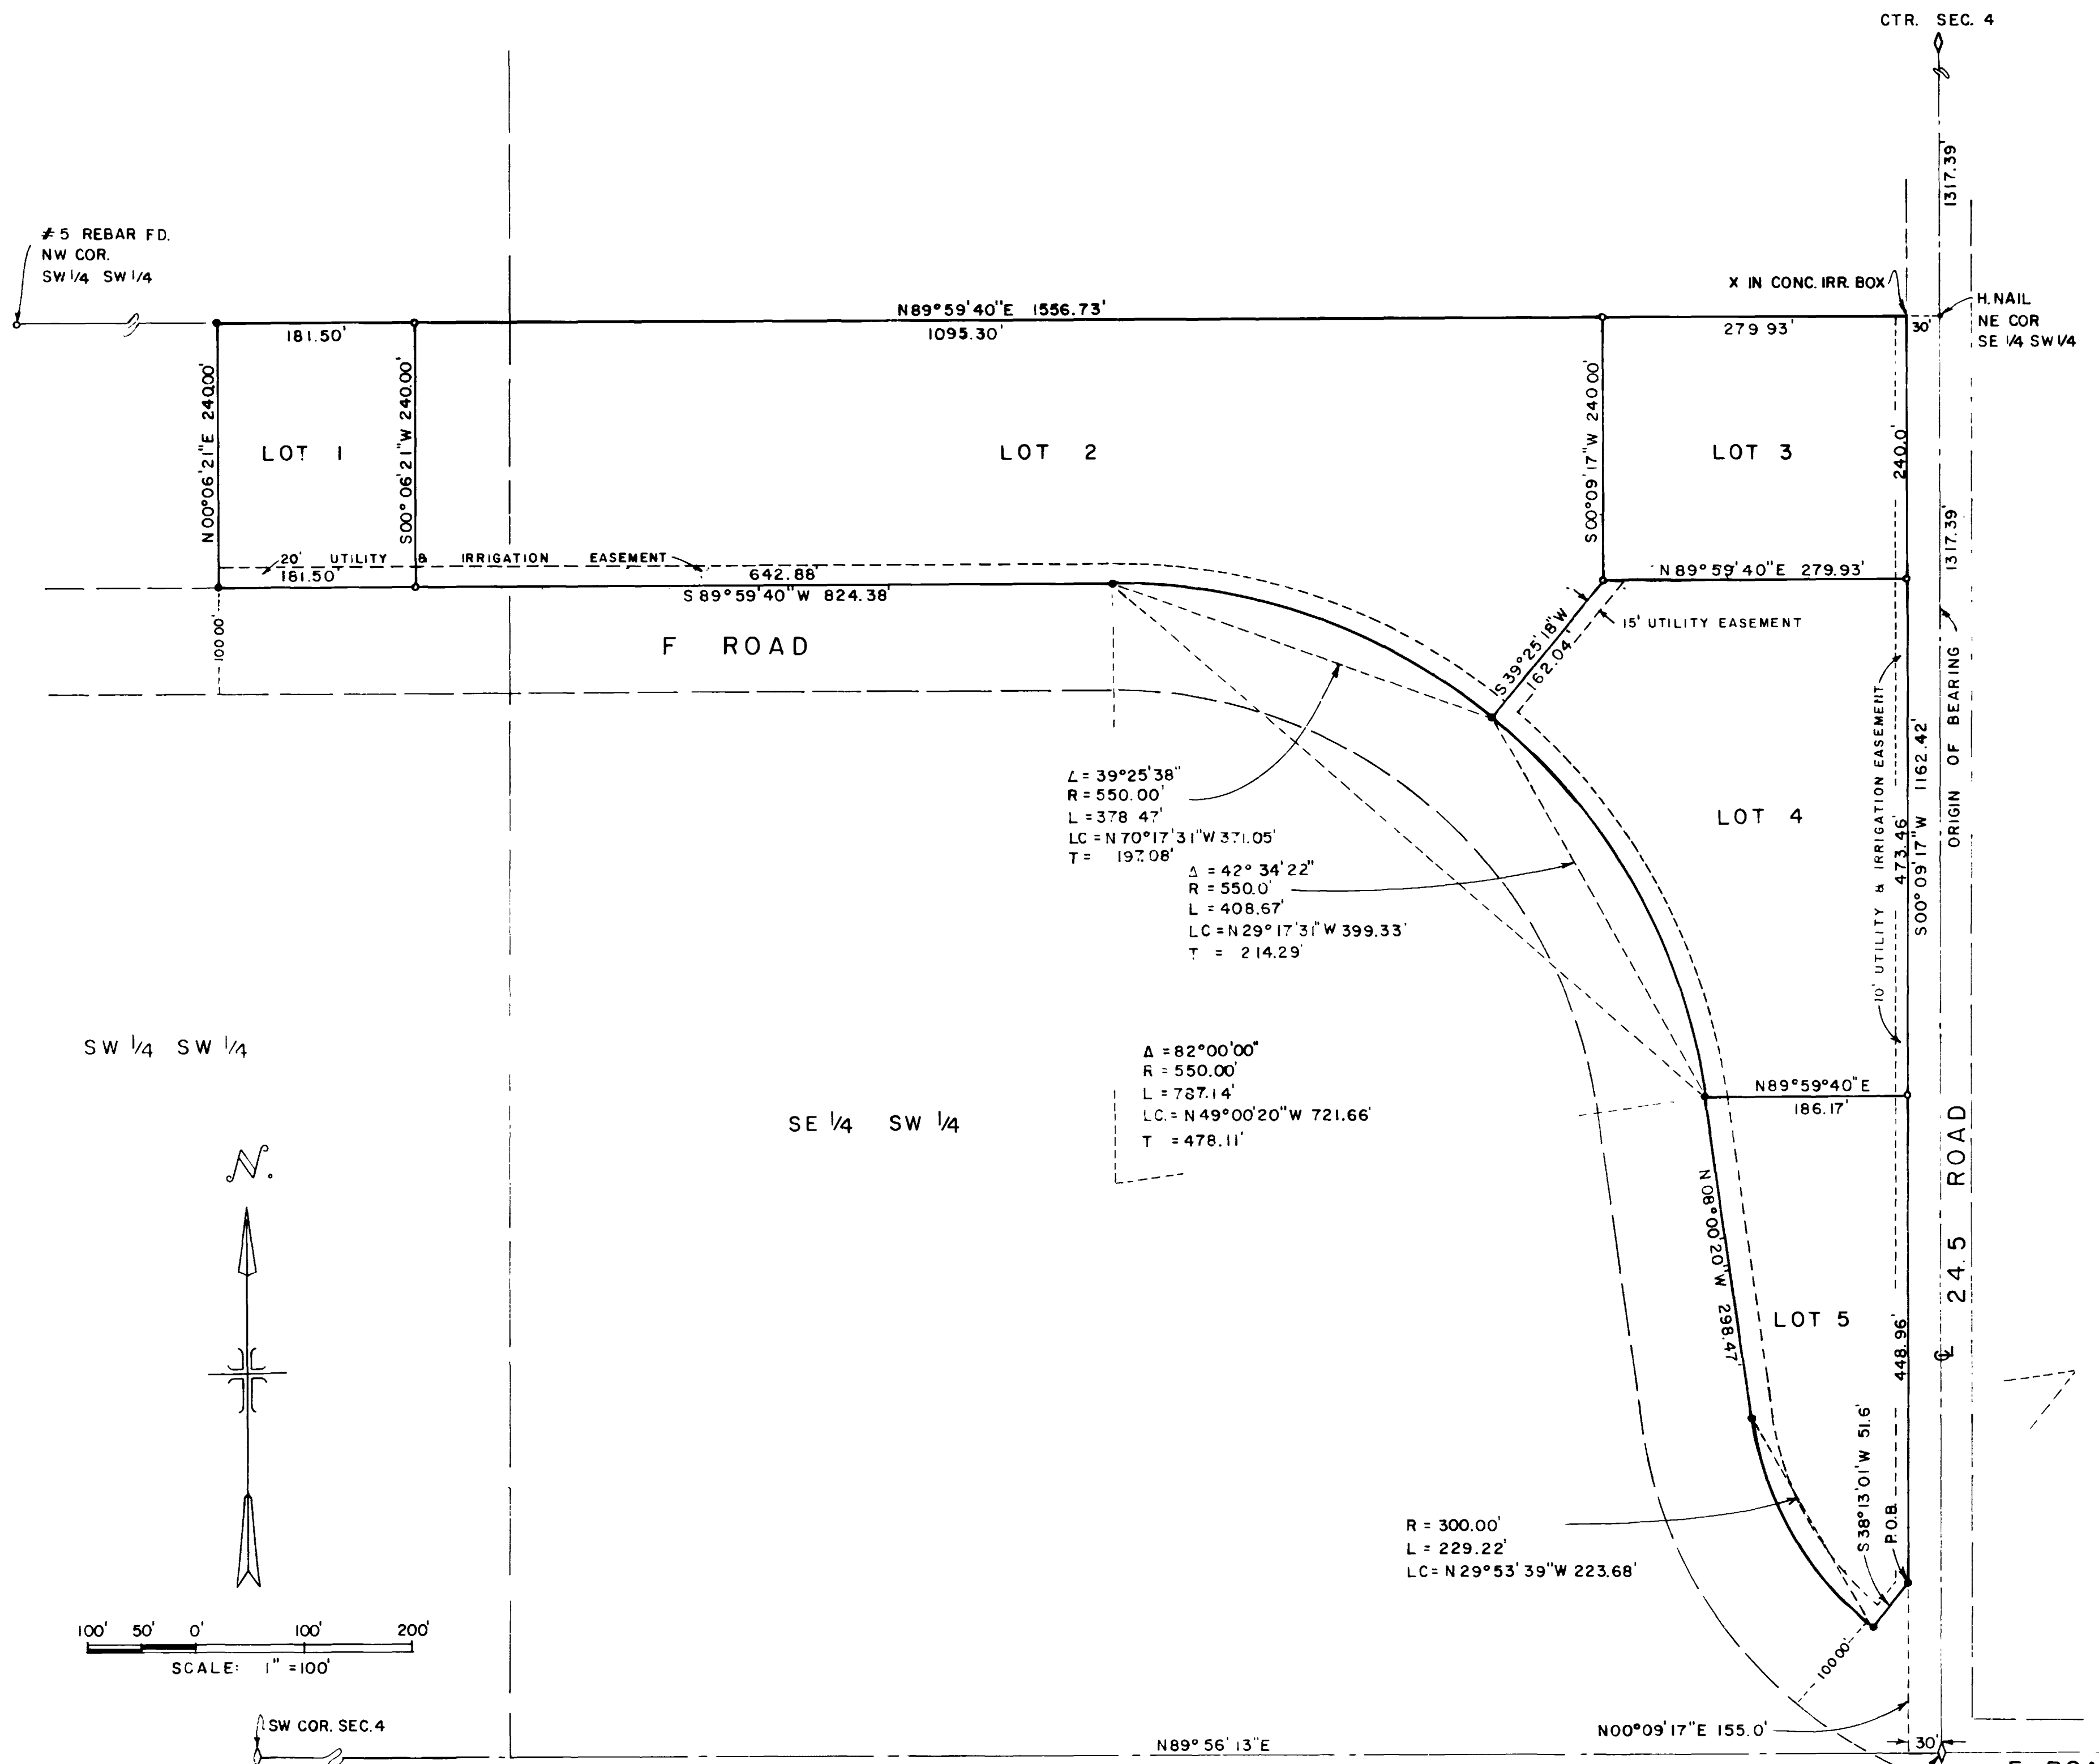 CTR. SEC. 4
1317.39'
#5 REBAR FD.
NW COR.
SW 1/4 SW 1/4
X IN CONC. IRR. BOX
H. NAIL
NE COR
SE 1/4 SW 1/4
30'
N89°59'40"E 1556.73'
181.50'
1095.30'
279 93'
N00°06'21"E 240.00'
S00°06'21"W 240.00'
S00°09'17"W 240 00'
240.0'
LOT 1
LOT 2
LOT 3
1317.39'
20' UTILITY & IRRIGATION EASEMENT
181.50'
642.88'
S89°59'40"W 824.38'
N89°59'40"E 279.93'
100 00'
F ROAD
S39°25'18"W
162.04'
15' UTILITY EASEMENT
10' UTILITY & IRRIGATION EASEMENT
473.46'
S00°09'17"W 1162.42'
ORIGIN OF BEARING
LOT 4
∠ = 39°25'38"
R = 550.00'
L = 378 47'
LC = N70°17'31"W 371.05'
T = 197.08'
Δ = 42°34'22"
R = 550.0'
L = 408.67'
LC = N29°17'31"W 399.33'
T = 214.29'
Δ = 82°00'00"
R = 550.00'
L = 787.14'
LC. = N49°00'20"W 721.66'
T = 478.11'
N89°59'40"E
186.17'
SW 1/4 SW 1/4
SE 1/4 SW 1/4
N.
N08°00'20"W 298.47'
LOT 5
448.96'
℄ 24.5 ROAD
S38°13'01"W 51.6'
P.O.B.
R = 300.00'
L = 229.22'
LC = N29°53'39"W 223.68'
100' 50' 0' 100' 200'
SCALE: 1" = 100'
100 00'
SW COR. SEC. 4
N00°09'17"E 155.0'
N89°56'13"E
30'